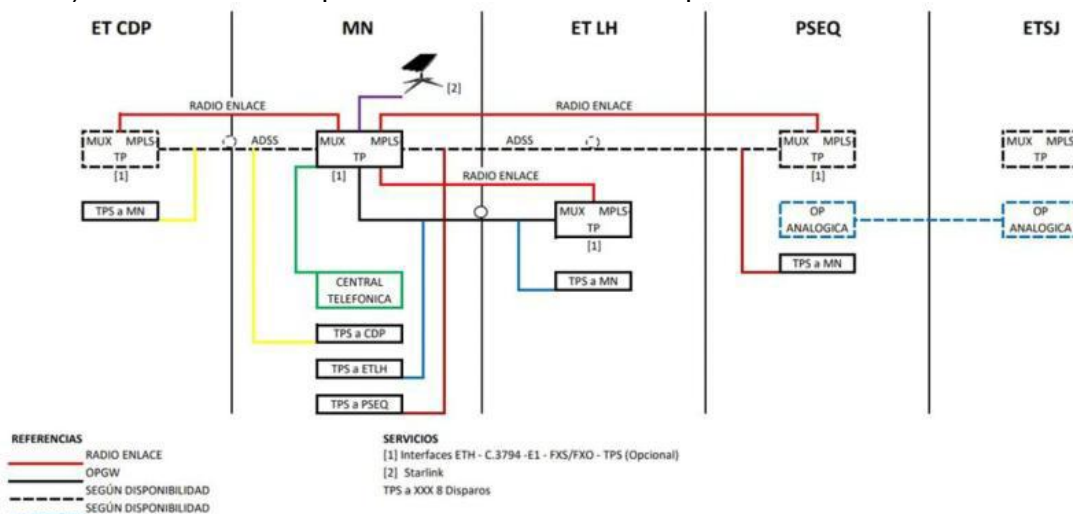 ET CDP MN ET LH PSEQ ETSJ
[2]
RADIO ENLACE RADIO ENLACE
MUX MPLS ADSS MUX MPLS ADSS MUX MPLS MUX MPLS
TP TP TP TP
[1] [1] [1]
RADIO ENLACE
TPS a MN MUX MPLS OP OP
TP ANALOGICA ANALOGICA
[1]
TPS a MN
CENTRAL TPS a MN
TELEFONICA
TPS a CDP
TPS a ETLH
TPS a PSEQ
REFERENCIAS SERVICIOS
RADIO ENLACE [1] Interfaces ETH - C.3794 -E1 - FXS/FXO - TPS (Opcional)
OPGW [2] Starlink
SEGÚN DISPONIBILIDAD TPS a XXX 8 Disparos
SEGÚN DISPONIBILIDAD